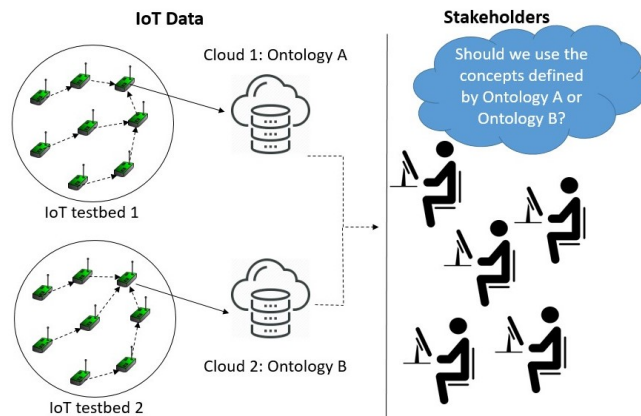 IoT Data
Stakeholders
Cloud 1: Ontology A
Should we use the
concepts defined
by Ontology A or
Ontology B?
IoT testbed 1
Cloud 2: Ontology B
IoT testbed 2